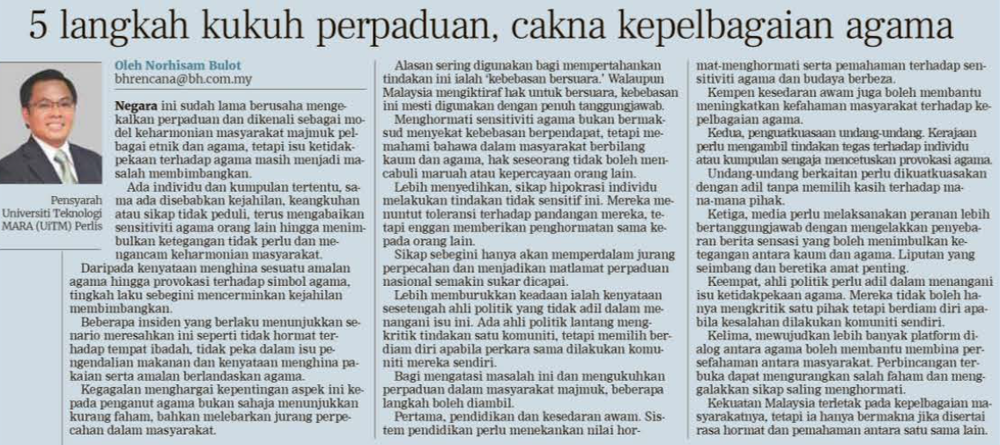 5 langkah kukuh perpaduan, cakna kepelbagaian agama
Pensyarah
Universiti Teknologi
MARA (UiTM) Perlis
Oleh Norhisam Bulot
bhrencana@bh.com.my
Negara ini sudah lama berusaha menge-
kalkan perpaduan dan dikenali sebagai mo-
del keharmonian masyarakat majmuk pel-
bagai etnik dan agama, tetapi isu ketidak-
pekaan terhadap agama masih menjadi ma-
salah membimbangkan.
Ada individu dan kumpulan tertentu, sa-
ma ada disebabkan kejahilan, keangkuhan
atau sikap tidak peduli, terus mengabaikan
sensitiviti agama orang lain hingga menim-
bulkan ketegangan tidak perlu dan me-
ngancam keharmonian masyarakat.
Daripada kenyataan menghina sesuatu amalan
agama hingga provokasi terhadap simbol agama,
tingkah laku sebegini mencerminkan kejahilan
membimbangkan.
Beberapa insiden yang berlaku menunjukkan se-
nario meresahkan ini seperti tidak hormat ter-
hadap tempat ibadah, tidak peka dalam isu pe-
ngendalian makanan dan kenyataan menghina pa-
kaian serta amalan berlandaskan agama.
Kegagalan menghargai kepentingan aspek ini ke-
pada penganut agama bukan sahaja menunjukkan
kurang faham, bahkan melebarkan jurang perpe-
cahan dalam masyarakat.
Alasan sering digunakan bagi mempertahankan
tindakan ini ialah ‘kebebasan bersuara.’ Walaupun
Malaysia mengiktiraf hak untuk bersuara, kebebasan
ini mesti digunakan dengan penuh tanggungjawab.
Menghormati sensitiviti agama bukan bermak-
sud menyekat kebebasan berpendapat, tetapi me-
mahami bahawa dalam masyarakat berbilang
kaum dan agama, hak seseorang tidak boleh men-
cabuli maruah atau kepercayaan orang lain.
Lebih menyedihkan, sikap hipokrasi individu
melakukan tindakan tidak sensitif ini. Mereka me-
nuntut toleransi terhadap pandangan mereka, te-
tapi enggan memberikan penghormatan sama ke-
pada orang lain.
Sikap sebegini hanya akan memperdalam jurang
perpecahan dan menjadikan matlamat perpaduan
nasional semakin sukar dicapai.
Lebih memburukkan keadaan ialah kenyataan
sesetengah ahli politik yang tidak adil dalam me-
nangani isu ini. Ada ahli politik lantang meng-
kritik tindakan satu komuniti, tetapi memilih ber-
diam diri apabila perkara sama dilakukan komu-
niti mereka sendiri.
Bagi mengatasi masalah ini dan mengukuhkan
perpaduan dalam masyarakat majmuk, beberapa
langkah boleh diambil.
Pertama, pendidikan dan kesedaran awam. Sis-
tem pendidikan perlu menekankan nilai hor-
mat-menghormati serta pemahaman terhadap sen-
sitiviti agama dan budaya berbeza.
Kempen kesedaran awam juga boleh membantu
meningkatkan kefahaman masyarakat terhadap ke-
pelbagaian agama.
Kedua, penguatkuasaan undang-undang. Kerajaan
perlu mengambil tindakan tegas terhadap individu
atau kumpulan sengaja mencetuskan provokasi agama.
Undang-undang berkaitan perlu dikuatkuasakan
dengan adil tanpa memilih kasih terhadap ma-
na-mana pihak.
Ketiga, media perlu melaksanakan peranan lebih
bertanggungjawab dengan mengelakkan penyeba-
ran berita sensasi yang boleh menimbulkan ke-
tegangan antara kaum dan agama. Liputan yang
seimbang dan beretika amat penting.
Keempat, ahli politik perlu adil dalam menangani
isu ketidakpekaan agama. Mereka tidak boleh ha-
nya mengkritik satu pihak tetapi berdiam diri apa-
bila kesalahan dilakukan komuniti sendiri.
Kelima, mewujudkan lebih banyak platform di-
alog antara agama boleh membantu membina per-
sefahaman antara masyarakat. Perbincangan ter-
buka dapat mengurangkan salah faham dan meng-
galakkan sikap saling menghormati.
Kekuatan Malaysia terletak pada kepelbagaian ma-
syarakatnya, tetapi ia hanya bermakna jika disertai
rasa hormat dan pemahaman antara satu sama lain.